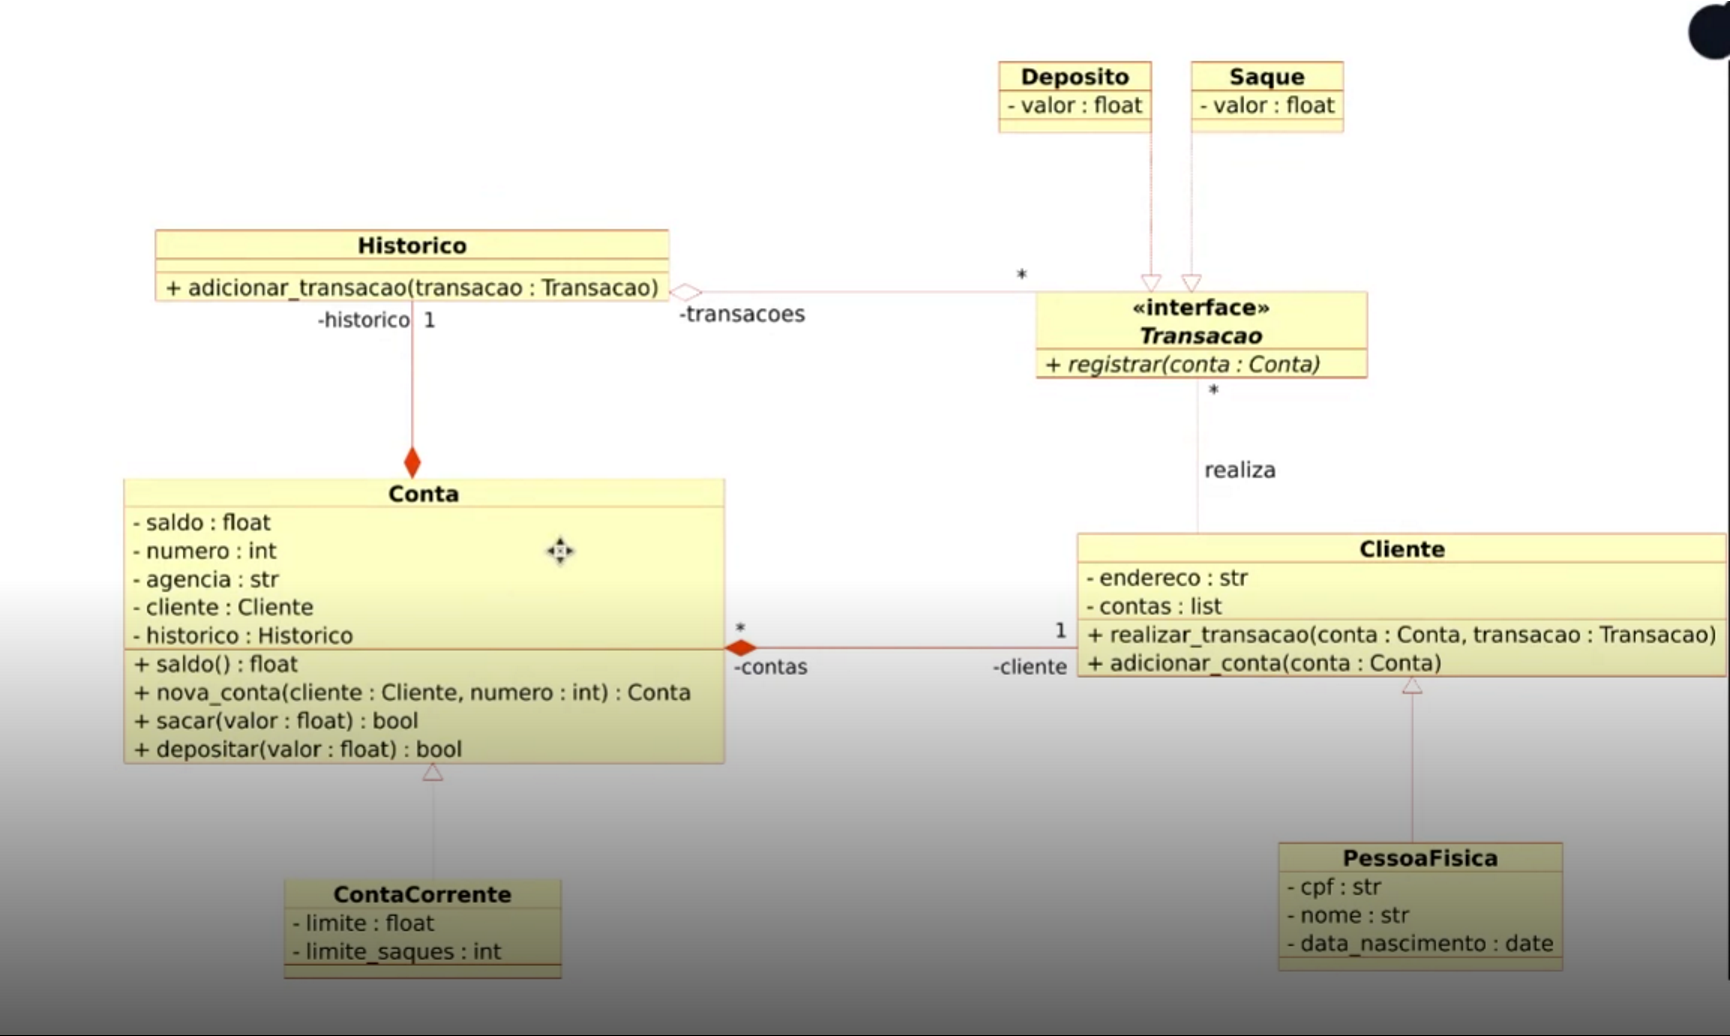 Deposito
- valor : float
Saque
- valor : float
Historico
+ adicionar_transacao(transacao : Transacao)
-historico 1
*
-transacoes
«interface»
Transacao
+ registrar(conta : Conta)
*
realiza
Conta
- saldo : float
- numero : int
- agencia : str
- cliente : Cliente
- historico : Historico
+ saldo() : float
+ nova_conta(cliente : Cliente, numero : int) : Conta
+ sacar(valor : float) : bool
+ depositar(valor : float) : bool
*
-contas
1
-cliente
Cliente
- endereco : str
- contas : list
+ realizar_transacao(conta : Conta, transacao : Transacao)
+ adicionar_conta(conta : Conta)
ContaCorrente
- limite : float
- limite_saques : int
PessoaFisica
- cpf : str
- nome : str
- data_nascimento : date